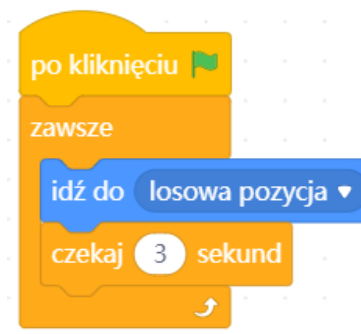 po kliknięciu
zawsze
idź do losowa pozycja
czekaj 3 sekund